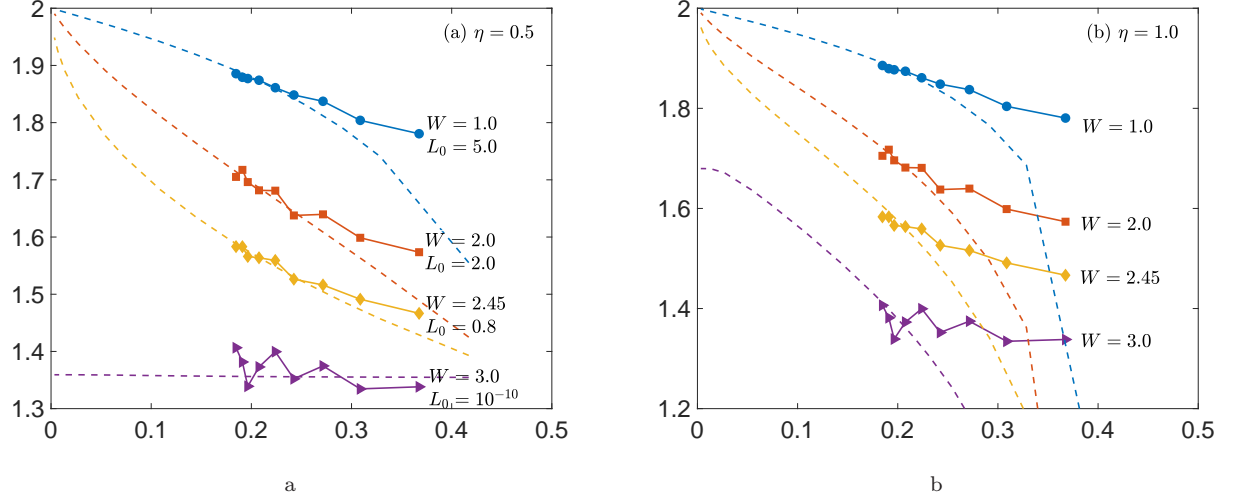 (a) η = 0.5
2
1.9
1.8
1.7
1.6
1.5
1.4
1.3
0
0.1
0.2
0.3
0.4
0.5
W = 1.0
L₀ = 5.0
W = 2.0
L₀ = 2.0
W = 2.45
L₀ = 0.8
W = 3.0
L₀ = 10⁻¹⁰
a
(b) η = 1.0
2
1.8
1.6
1.4
1.2
0
0.1
0.2
0.3
0.4
0.5
W = 1.0
W = 2.0
W = 2.45
W = 3.0
b